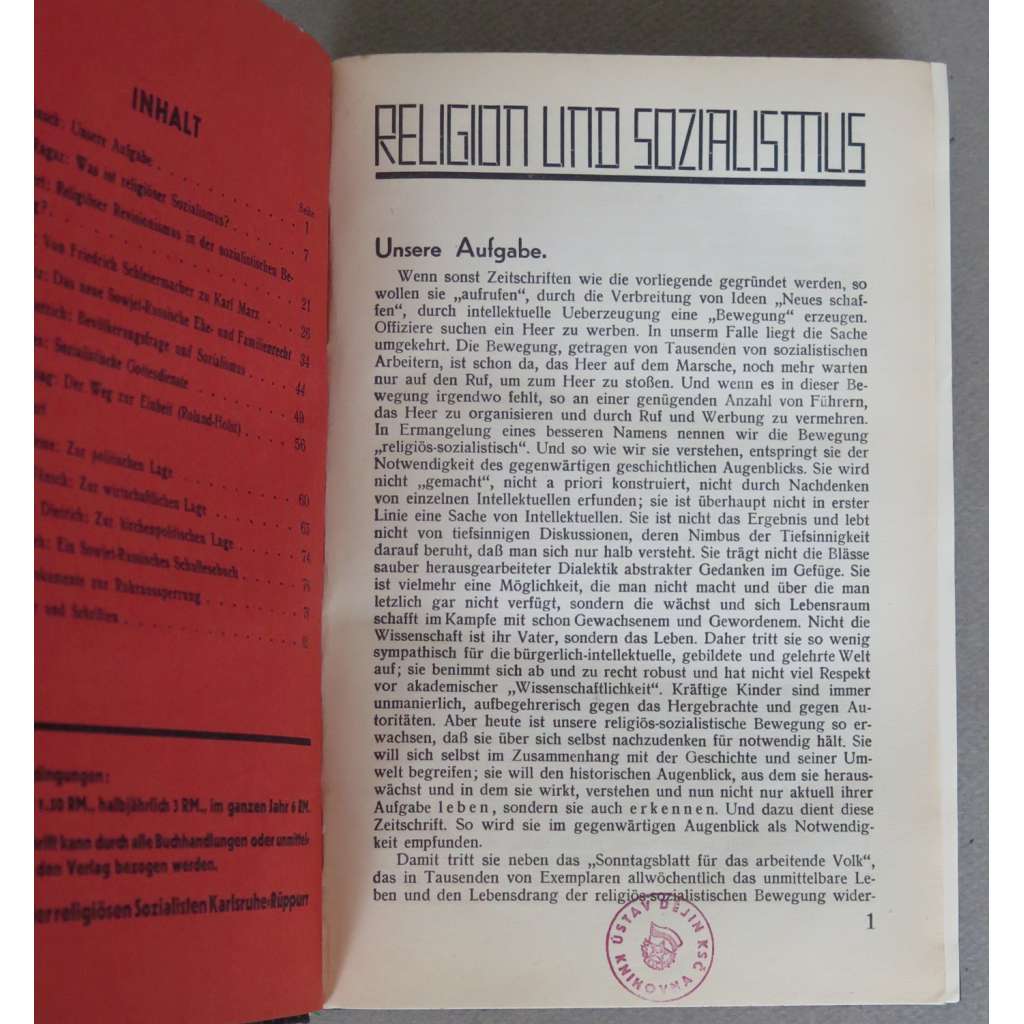 INHALT
Unsere Aufgabe
Was ist religiöser Sozialismus?
Seite
1
Religiöser Revisionismus in der sozialistischen Be-
7
Von Friedrich Schleiermacher zu Karl Marx
21
Das neue Sowjet-Russische Ehe- und Familienrecht
26
Bevölkerungsfrage und Sozialismus
34
Sozialistische Gottesdienste
44
Der Weg zur Einheit (Roland-Holst)
49
56
Zur politischen Lage
60
Zur wirtschaftlichen Lage
65
Dietrich: Zur kirchenpolitischen Lage
74
Ein Sowjet-Russisches Schullesebuch
zur Ruhraussperrung
und Schriften
1.50 RM., halbjährlich 3 RM., im ganzen Jahr 6 RM.
kann durch alle Buchhandlungen oder unmittel-
den Verlag bezogen werden.
religiösen Sozialisten Karlsruhe-Rüppurr
RELIGION UND SOZIALISMUS
Unsere Aufgabe.
Wenn sonst Zeitschriften wie die vorliegende gegründet werden, so
wollen sie „aufrufen“, durch die Verbreitung von Ideen „Neues schaf-
fen“, durch intellektuelle Ueberzeugung eine „Bewegung“ erzeugen.
Offiziere suchen ein Heer zu werben. In unserm Falle liegt die Sache
umgekehrt. Die Bewegung, getragen von Tausenden von sozialistischen
Arbeitern, ist schon da, das Heer auf dem Marsche, noch mehr warten
nur auf den Ruf, um zum Heer zu stoßen. Und wenn es in dieser Be-
wegung irgendwo fehlt, so an einer genügenden Anzahl von Führern,
das Heer zu organisieren und durch Ruf und Werbung zu vermehren.
In Ermangelung eines besseren Namens nennen wir die Bewegung
„religiös-sozialistisch“. Und so wie wir sie verstehen, entspringt sie der
Notwendigkeit des gegenwärtigen geschichtlichen Augenblicks. Sie wird
nicht „gemacht“, nicht a priori konstruiert, nicht durch Nachdenken
von einzelnen Intellektuellen erfunden; sie ist überhaupt nicht in erster
Linie eine Sache von Intellektuellen. Sie ist nicht das Ergebnis und lebt
nicht von tiefsinnigen Diskussionen, deren Nimbus der Tiefsinnigkeit
darauf beruht, daß man sich nur halb versteht. Sie trägt nicht die Blässe
sauber herausgearbeiteter Dialektik abstrakter Gedanken im Gefüge. Sie
ist vielmehr eine Möglichkeit, die man nicht macht und über die man
letzlich gar nicht verfügt, sondern die wächst und sich Lebensraum
schafft im Kampfe mit schon Gewachsenem und Gewordenem. Nicht die
Wissenschaft ist ihr Vater, sondern das Leben. Daher tritt sie so wenig
sympathisch für die bürgerlich-intellektuelle, gebildete und gelehrte Welt
auf; sie benimmt sich ab und zu recht robust und hat nicht viel Respekt
vor akademischer „Wissenschaftlichkeit“. Kräftige Kinder sind immer
unmanierlich, aufbegehrerisch gegen das Hergebrachte und gegen Au-
toritäten. Aber heute ist unsere religiös-sozialistische Bewegung so er-
wachsen, daß sie über sich selbst nachzudenken für notwendig hält. Sie
will sich selbst im Zusammenhang mit der Geschichte und seiner Um-
welt begreifen; sie will den historischen Augenblick, aus dem sie heraus-
wächst und in dem sie wirkt, verstehen und nun nicht nur aktuell ihrer
Aufgabe leben, sondern sie auch erkennen. Und dazu dient diese
Zeitschrift. So wird sie im gegenwärtigen Augenblick als Notwendig-
keit empfunden.
Damit tritt sie neben das „Sonntagsblatt für das arbeitende Volk“,
das in Tausenden von Exemplaren allwöchentlich das unmittelbare Le-
ben und den Lebensdrang der religiös-sozialistischen Bewegung wider-
1
ÚSTAV DĚJIN KSČ
KNIHOVNA